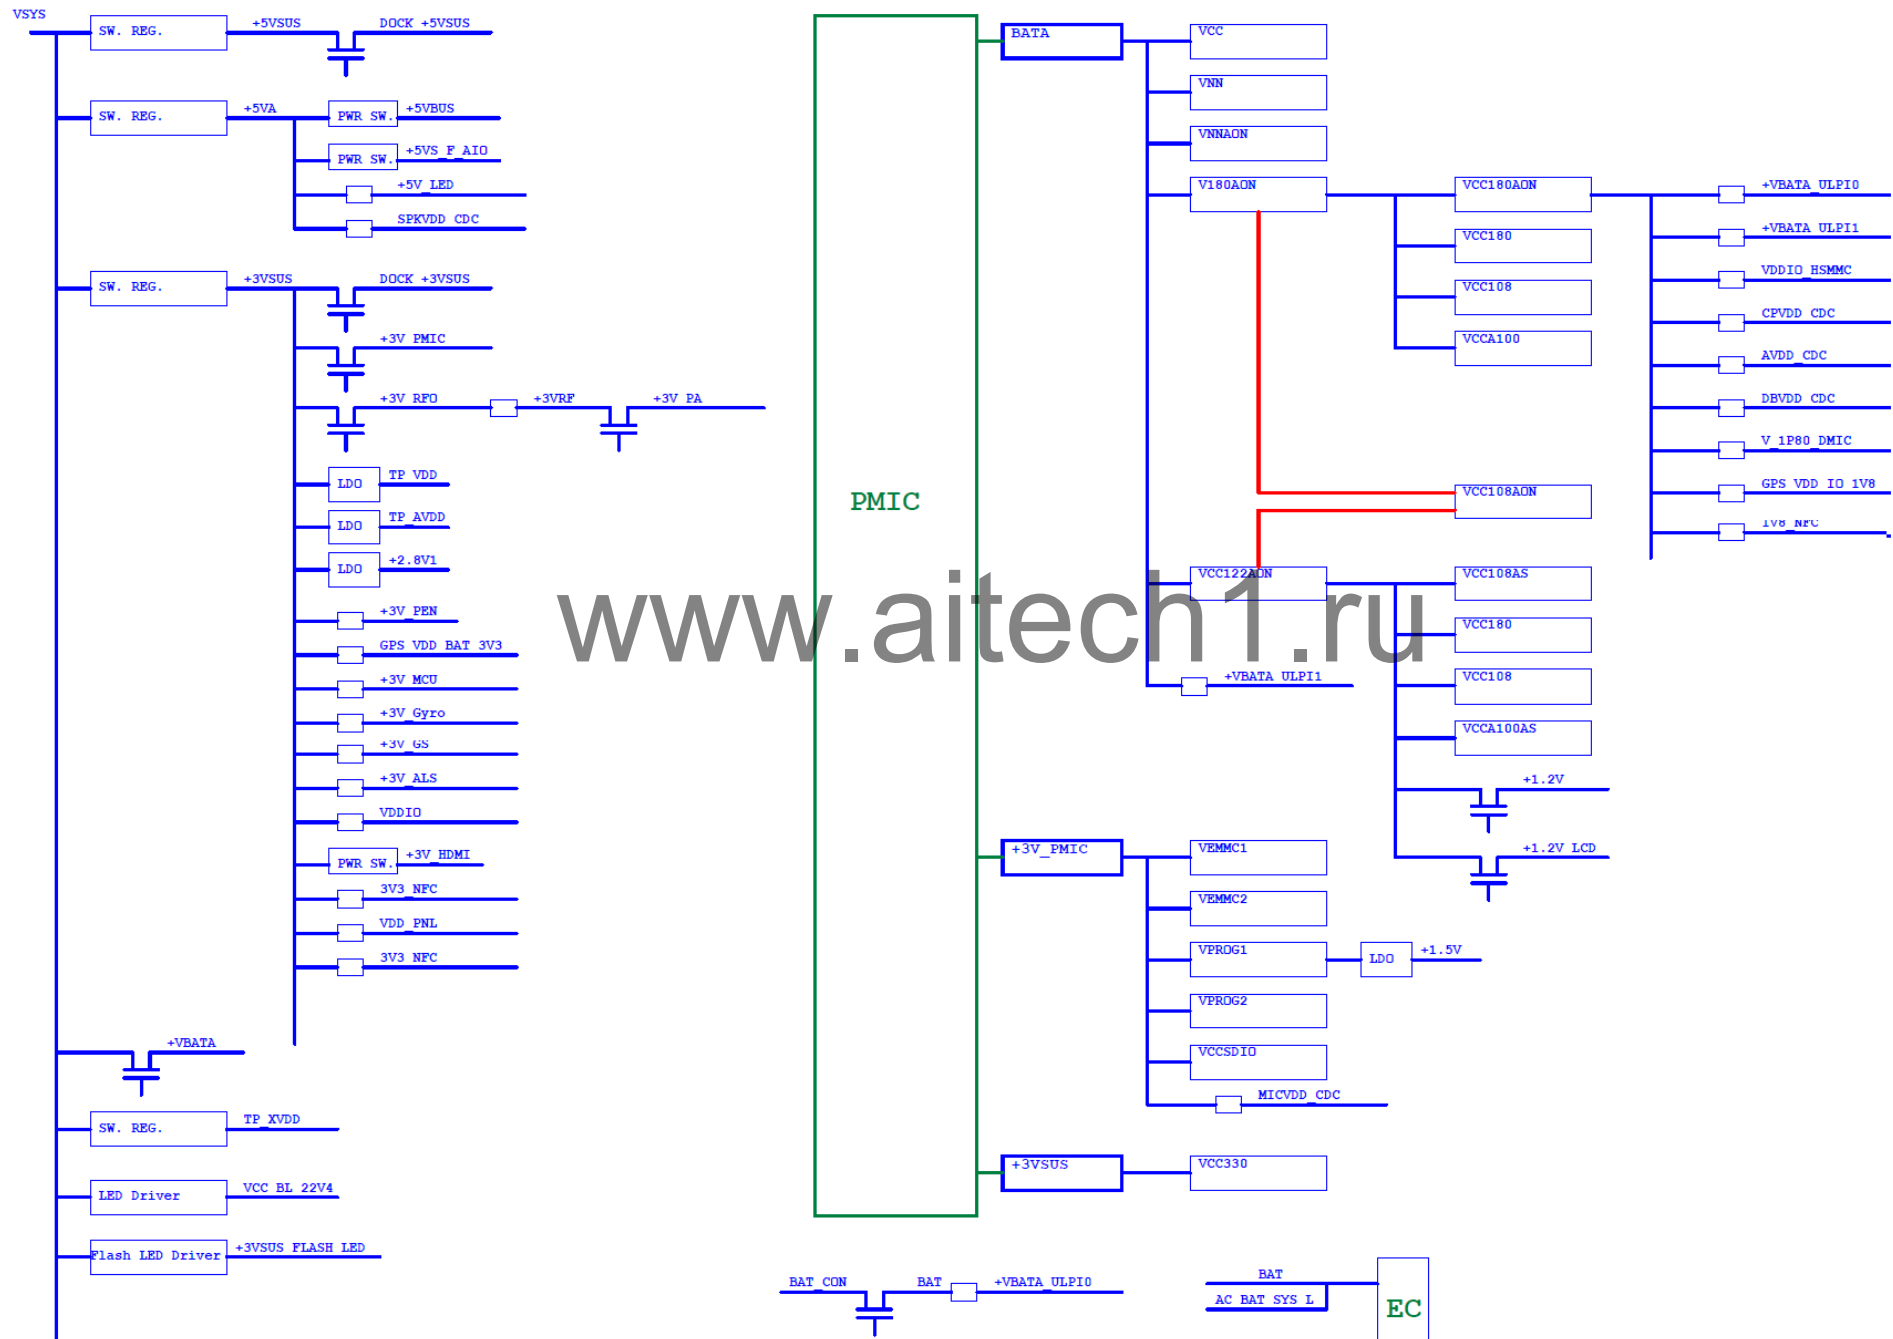 VSYS
SW. REG.
+5VSUS
DOCK +5VSUS
SW. REG.
+5VA
PWR SW.
+5VBUS
PWR SW.
+5VS_F_AIO
+5V_LED
SPKVDD_CDC
SW. REG.
+3VSUS
DOCK +3VSUS
+3V_PMIC
+3V_RFO
+3VRF
+3V_PA
LDO
TP_VDD
LDO
TP_AVDD
LDO
+2.8V1
+3V_PEN
GPS_VDD_BAT_3V3
+3V_MCU
+3V_Gyro
+3V_GS
+3V_ALS
VDDIO
PWR SW.
+3V_HDMI
3V3_NFC
VDD_PNL
3V3_NFC
+VBATA
SW. REG.
TP_XVDD
LED Driver
VCC_BL_22V4
Flash LED Driver
+3VSUS_FLASH_LED
PMIC
BATA
VCC
VNN
VNNAON
V180AON
VCC180AON
VCC180
VCC108
VCCA100
+VBATA_ULPI0
+VBATA_ULPI1
VDDIO_HSMMC
CPVDD_CDC
AVDD_CDC
DBVDD_CDC
V_1P80_DMIC
GPS_VDD_IO_1V8
1V8_NFC
VCC108AON
VCC122AON
VCC108AS
VCC180
VCC108
VCCA100AS
+1.2V
+1.2V_LCD
+VBATA_ULPI1
www.aitech1.ru
+3V_PMIC
VEMMC1
VEMMC2
VPROG1
LDO
+1.5V
VPROG2
VCCSDIO
MICVDD_CDC
+3VSUS
VCC330
BAT_CON
BAT
+VBATA_ULPI0
BAT
AC_BAT_SYS_L
EC